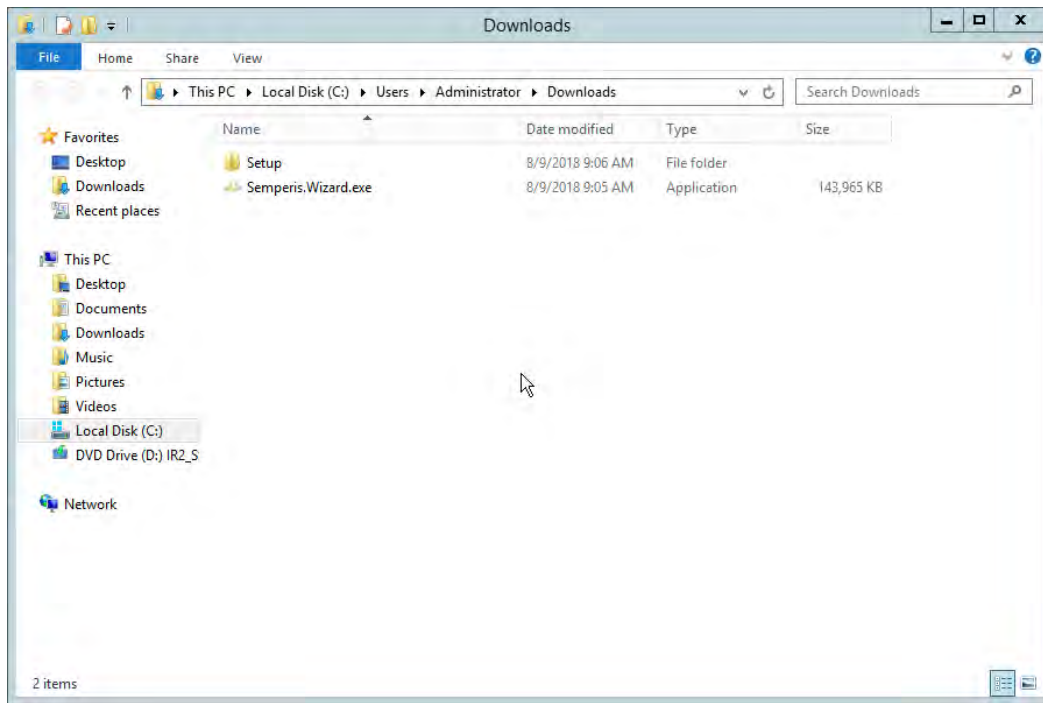 Downloads
File Home Share View
This PC Local Disk (C:) Users Administrator Downloads Search Downloads
Name Date modified Type Size
Favorites
Desktop
Downloads
Recent places
This PC
Desktop
Documents
Downloads
Music
Pictures
Videos
Local Disk (C:)
DVD Drive (D:) IR2_S
Network
Setup 8/9/2018 9:06 AM File folder
Semperis.Wizard.exe 8/9/2018 9:05 AM Application 143,965 KB
2 items